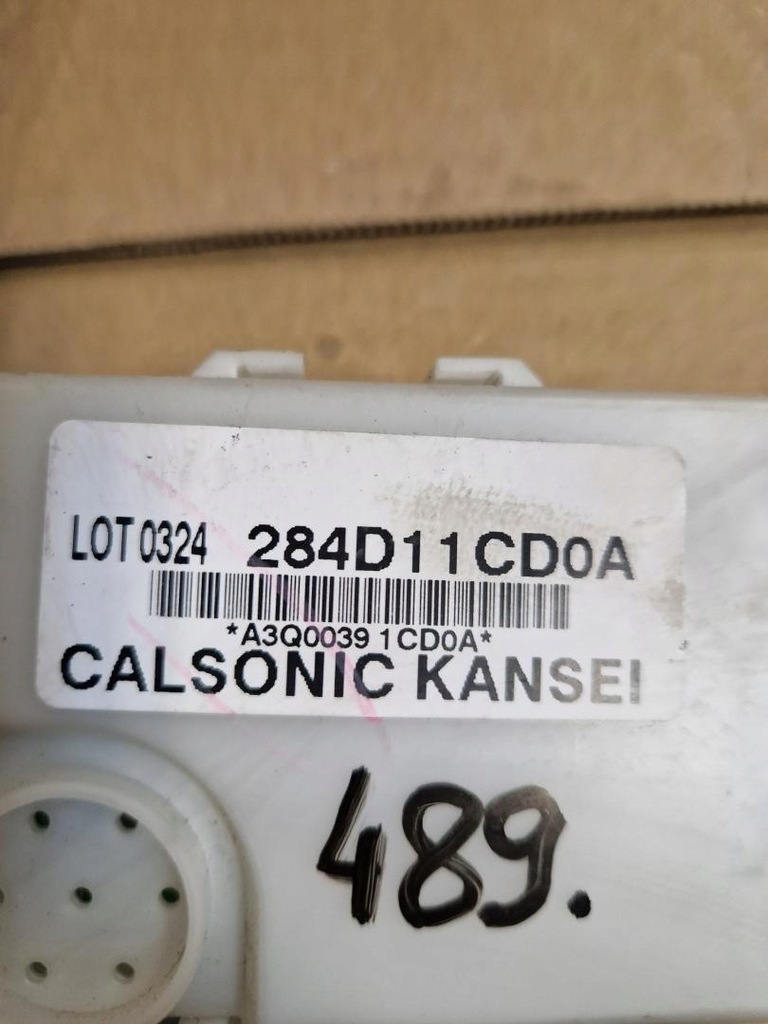 LOT 0324 284D11CD0A
*A3Q0039 1CD0A*
CALSONIC KANSEI
489.